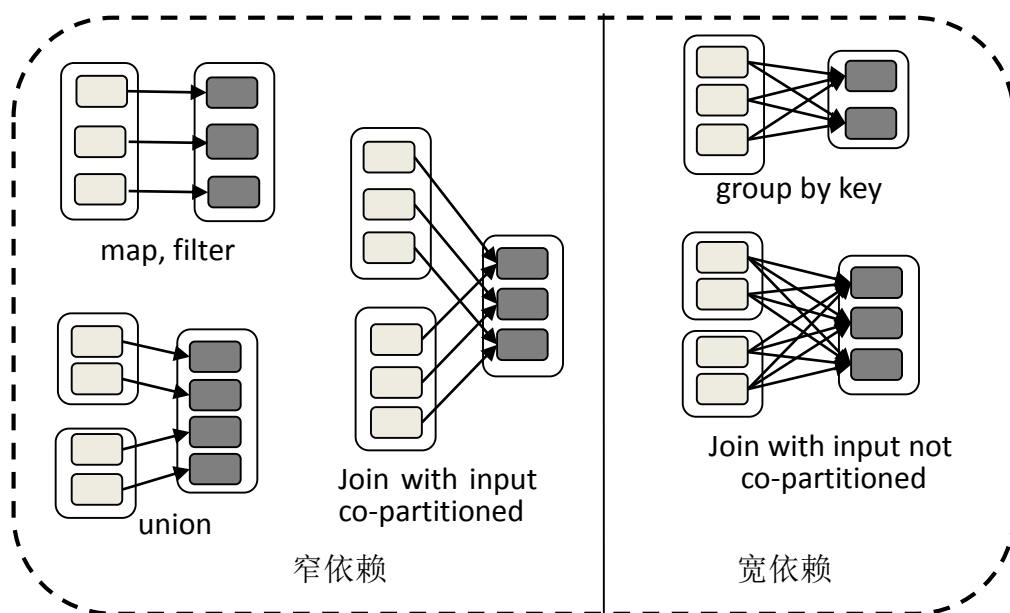 map, filter
union
Join with input
co-partitioned
窄依赖
group by key
Join with input not
co-partitioned
宽依赖